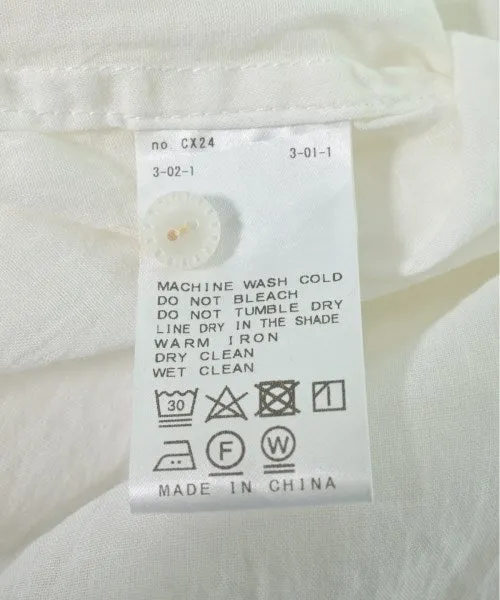 no. CX24
3-01-1
3-02-1
MACHINE WASH COLD
DO NOT BLEACH
DO NOT TUMBLE DRY
LINE DRY IN THE SHADE
WARM IRON
DRY CLEAN
WET CLEAN
30
F W
MADE IN CHINA